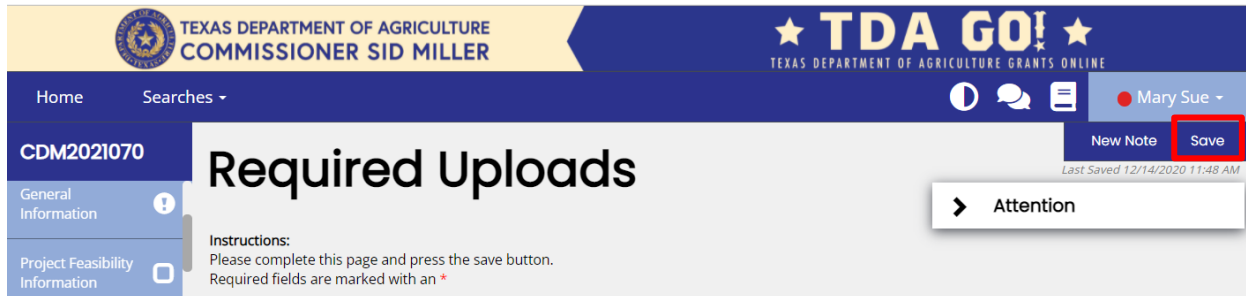 TEXAS DEPARTMENT OF AGRICULTURE
COMMISSIONER SID MILLER
TDA GO!
TEXAS DEPARTMENT OF AGRICULTURE GRANTS ONLINE
Home Searches
Mary Sue
CDM2021070
New Note Save
Required Uploads
Last Saved 12/14/2020 11:48 AM
General
Information
Attention
Instructions:
Please complete this page and press the save button.
Required fields are marked with an *
Project Feasibility
Information